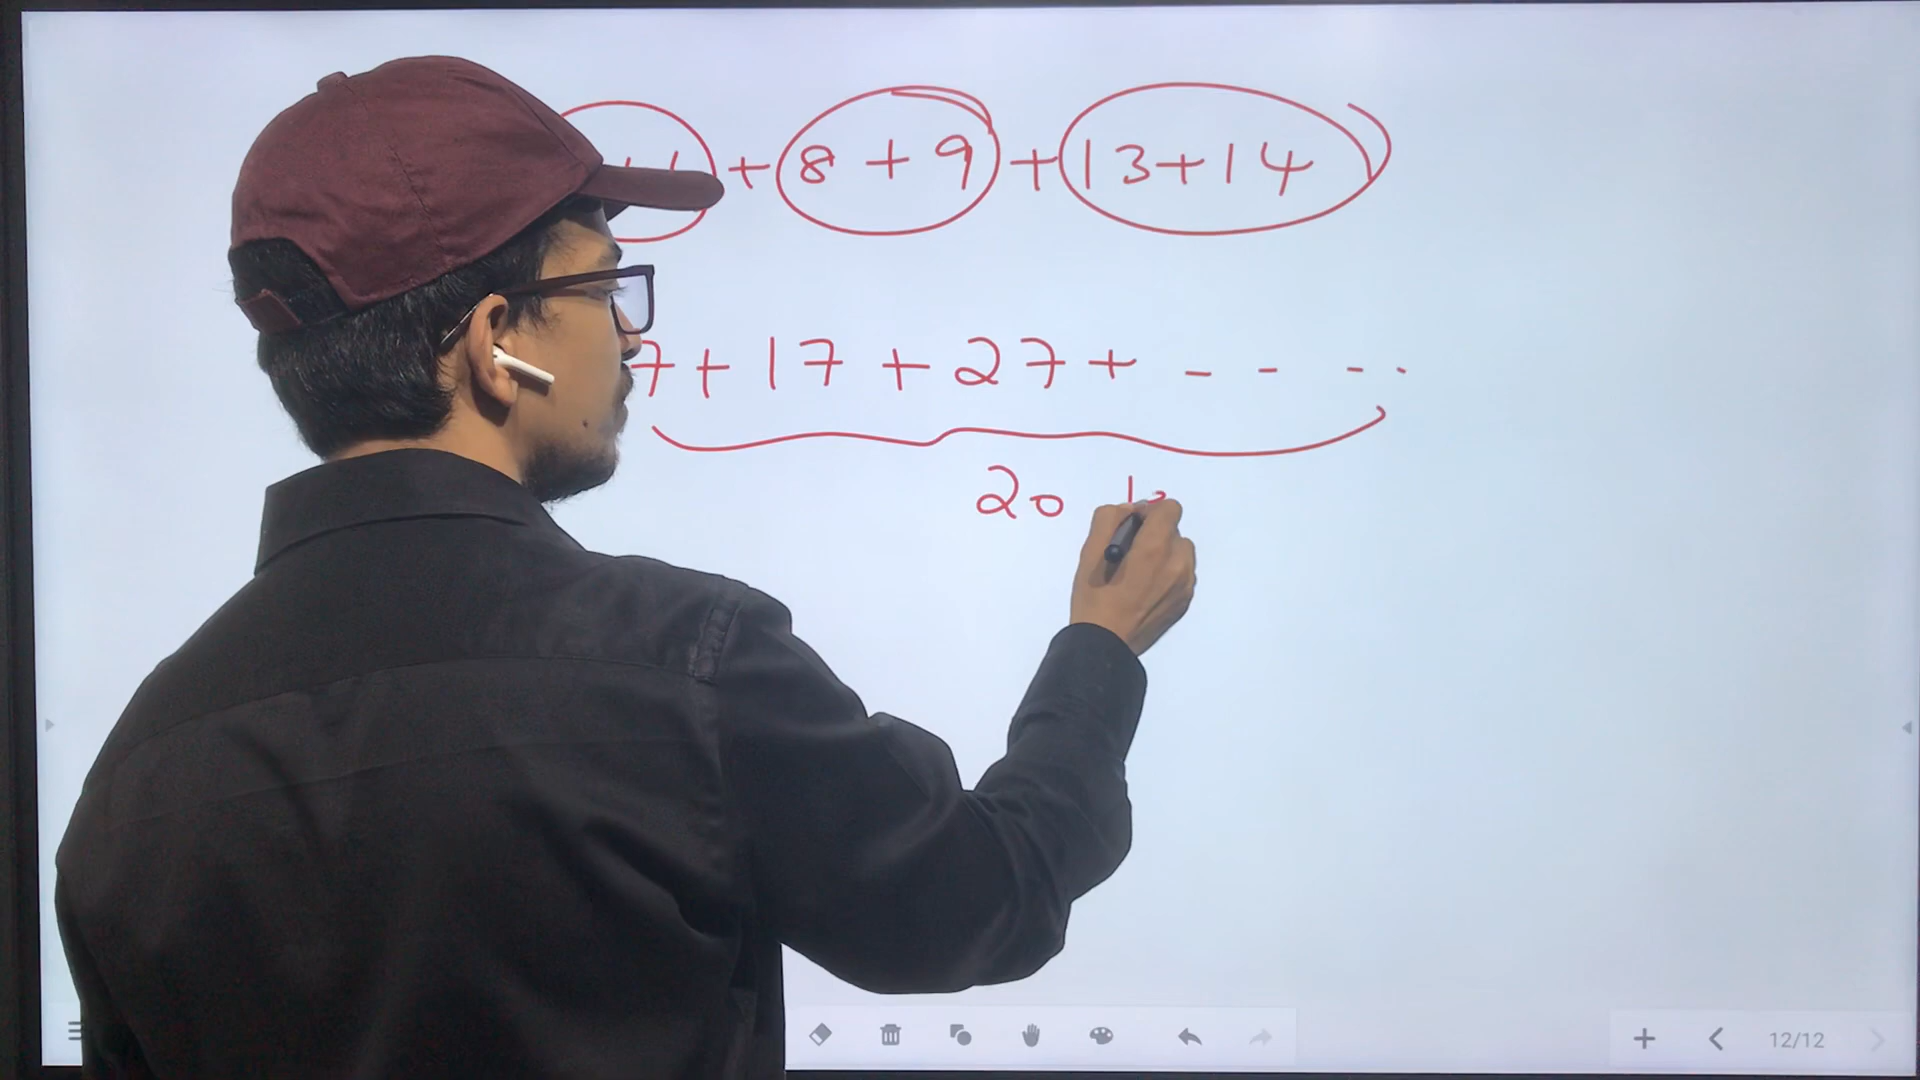 + 8 + 9 + 13 + 14
7 + 17 + 27 + - - - ..
20
12/12